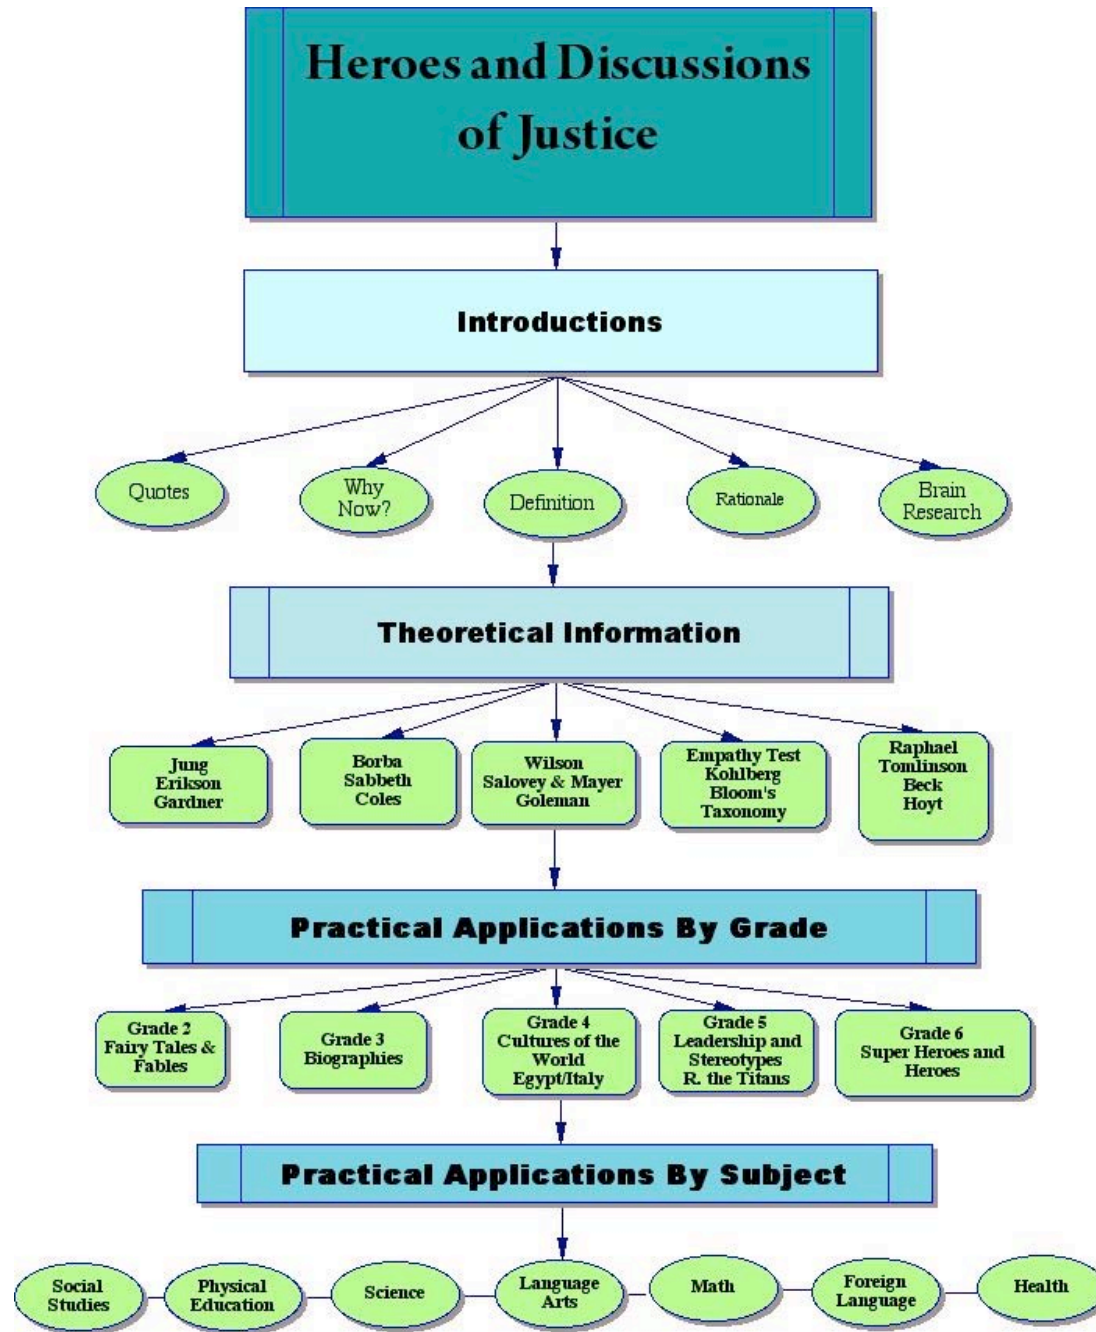 Heroes and Discussions
of Justice
Introductions
Quotes
Why
Now?
Definition
Rationale
Brain
Research
Theoretical Information
Jung
Erikson
Gardner
Borba
Sabbeth
Coles
Wilson
Salovey & Mayer
Goleman
Empathy Test
Kohlberg
Bloom's
Taxonomy
Raphael
Tomlinson
Beck
Hoyt
Practical Applications By Grade
Grade 2
Fairy Tales &
Fables
Grade 3
Biographies
Grade 4
Cultures of the
World
Egypt/Italy
Grade 5
Leadership and
Stereotypes
R. the Titans
Grade 6
Super Heroes and
Heroes
Practical Applications By Subject
Social
Studies
Physical
Education
Science
Language
Arts
Math
Foreign
Language
Health